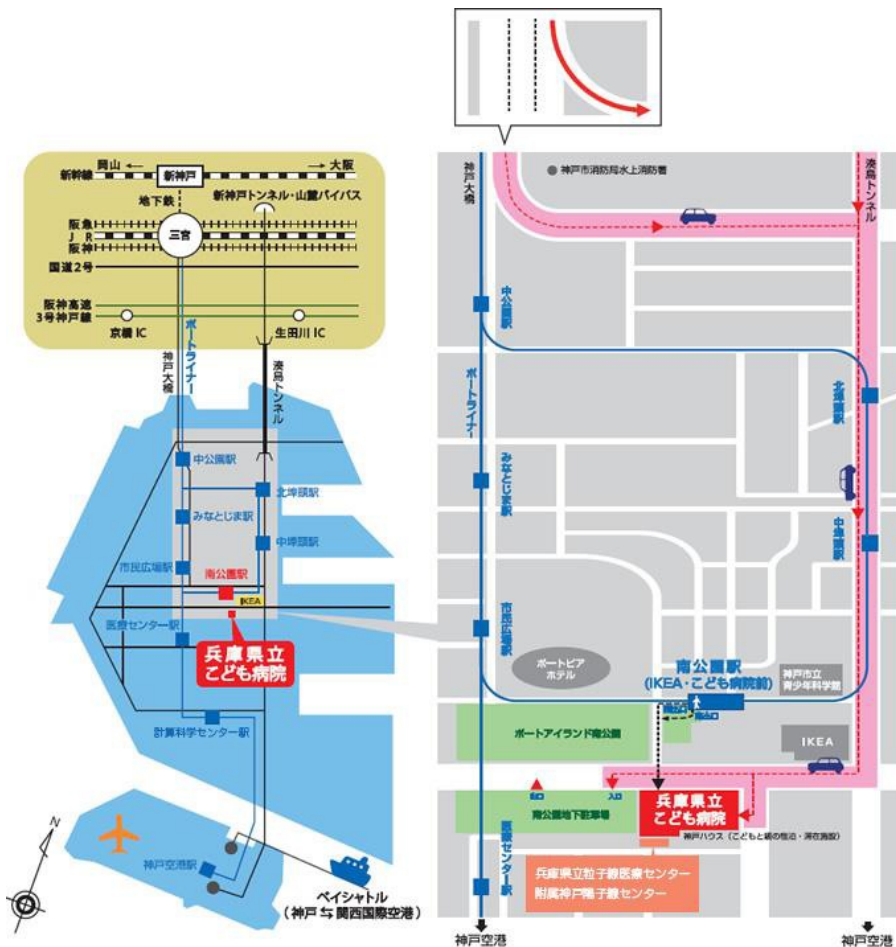 岡山
大阪
新幹線
新神戸
地下鉄
新神戸トンネル・山麓バイパス
阪急
J R
阪神
三宮
国道2号
阪神高速
3号神戸線
京橋 IC
生田川 IC
ポートライナー
神戸大橋
湊島トンネル
中公園駅
北埠頭駅
みなとじま駅
中埠頭駅
市民広場駅
南公園駅
IKEA
医療センター駅
兵庫県立
こども病院
計算科学センター駅
神戸空港駅
N
ベイシャトル
(神戸⇆関西国際空港)
神戸大橋
神戸市消防局水上消防署
湊島トンネル
中公園駅
ポートライナー
北埠頭駅
みなとじま駅
中埠頭駅
市民広場駅
ポートピア
ホテル
南公園駅
(IKEA・こども病院前)
神戸市立
青少年科学館
ポートアイランド南公園
IKEA
出口
入口
南公園地下駐車場
兵庫県立
こども病院
神戸ハウス(こどもと親の宿泊・滞在施設)
医療センター駅
兵庫県立粒子線医療センター
附属神戸陽子線センター
神戸空港
神戸空港